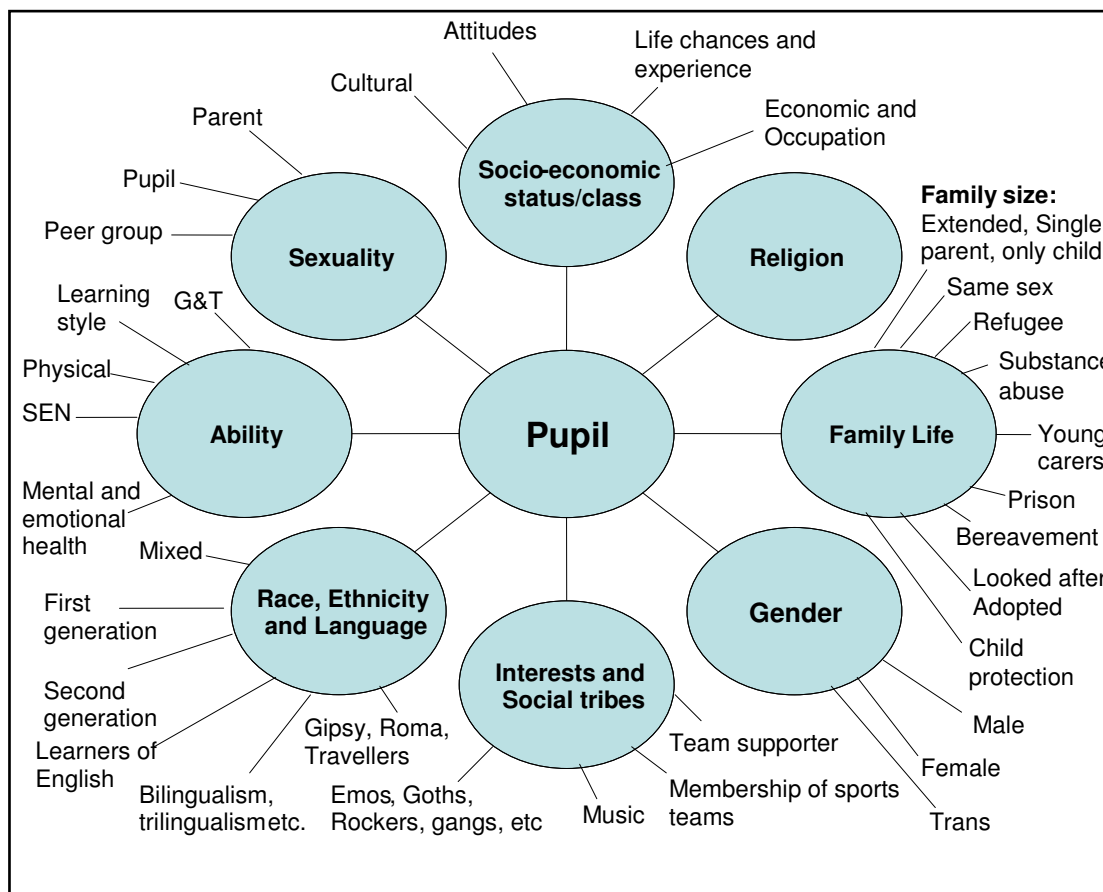 Attitudes
Life chances and
experience
Cultural
Economic and
Occupation
Parent
Socio-economic
status/class
Pupil
Family size:
Extended, Single
parent, only child
Peer group
Sexuality
Religion
Same sex
Learning
style
G&T
Refugee
Physical
Substance
abuse
SEN
Ability
Pupil
Family Life
Young
carers
Mental and
emotional
health
Prison
Bereavement
Mixed
Looked after
Adopted
First
generation
Race, Ethnicity
and Language
Gender
Child
protection
Interests and
Social tribes
Second
generation
Gipsy, Roma,
Travellers
Male
Learners of
English
Team supporter
Female
Bilingualism,
trilingualism etc.
Emos, Goths,
Rockers, gangs, etc
Music
Membership of sports
teams
Trans